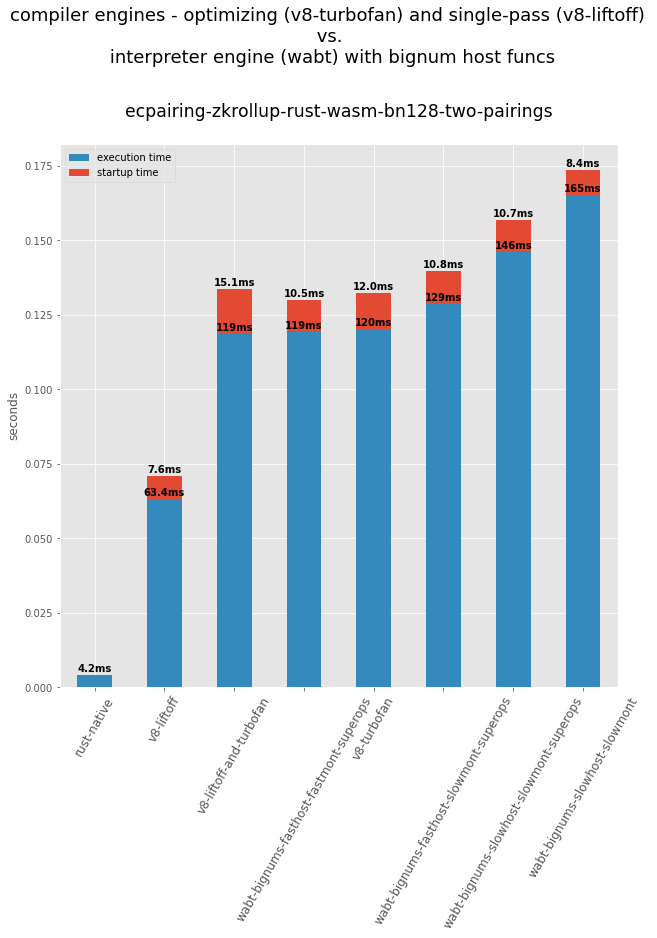 compiler engines - optimizing (v8-turbofan) and single-pass (v8-liftoff)
vs.
interpreter engine (wabt) with bignum host funcs
ecpairing-zkrollup-rust-wasm-bn128-two-pairings
execution time
startup time
seconds
0.175
0.150
0.125
0.100
0.075
0.050
0.025
0.000
4.2ms
7.6ms
63.4ms
15.1ms
119ms
10.5ms
119ms
12.0ms
120ms
10.8ms
129ms
10.7ms
146ms
8.4ms
165ms
rust-native
v8-liftoff
v8-liftoff-and-turbofan
wabt-bignums-fasthost-fastmont-superops
v8-turbofan
wabt-bignums-fasthost-slowmont-superops
wabt-bignums-slowhost-slowmont-superops
wabt-bignums-slowhost-slowmont